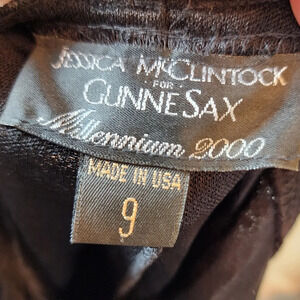 JESSICA MCCLINTOCK
FOR
GUNNE SAX
Millennium 2000
MADE IN USA
9